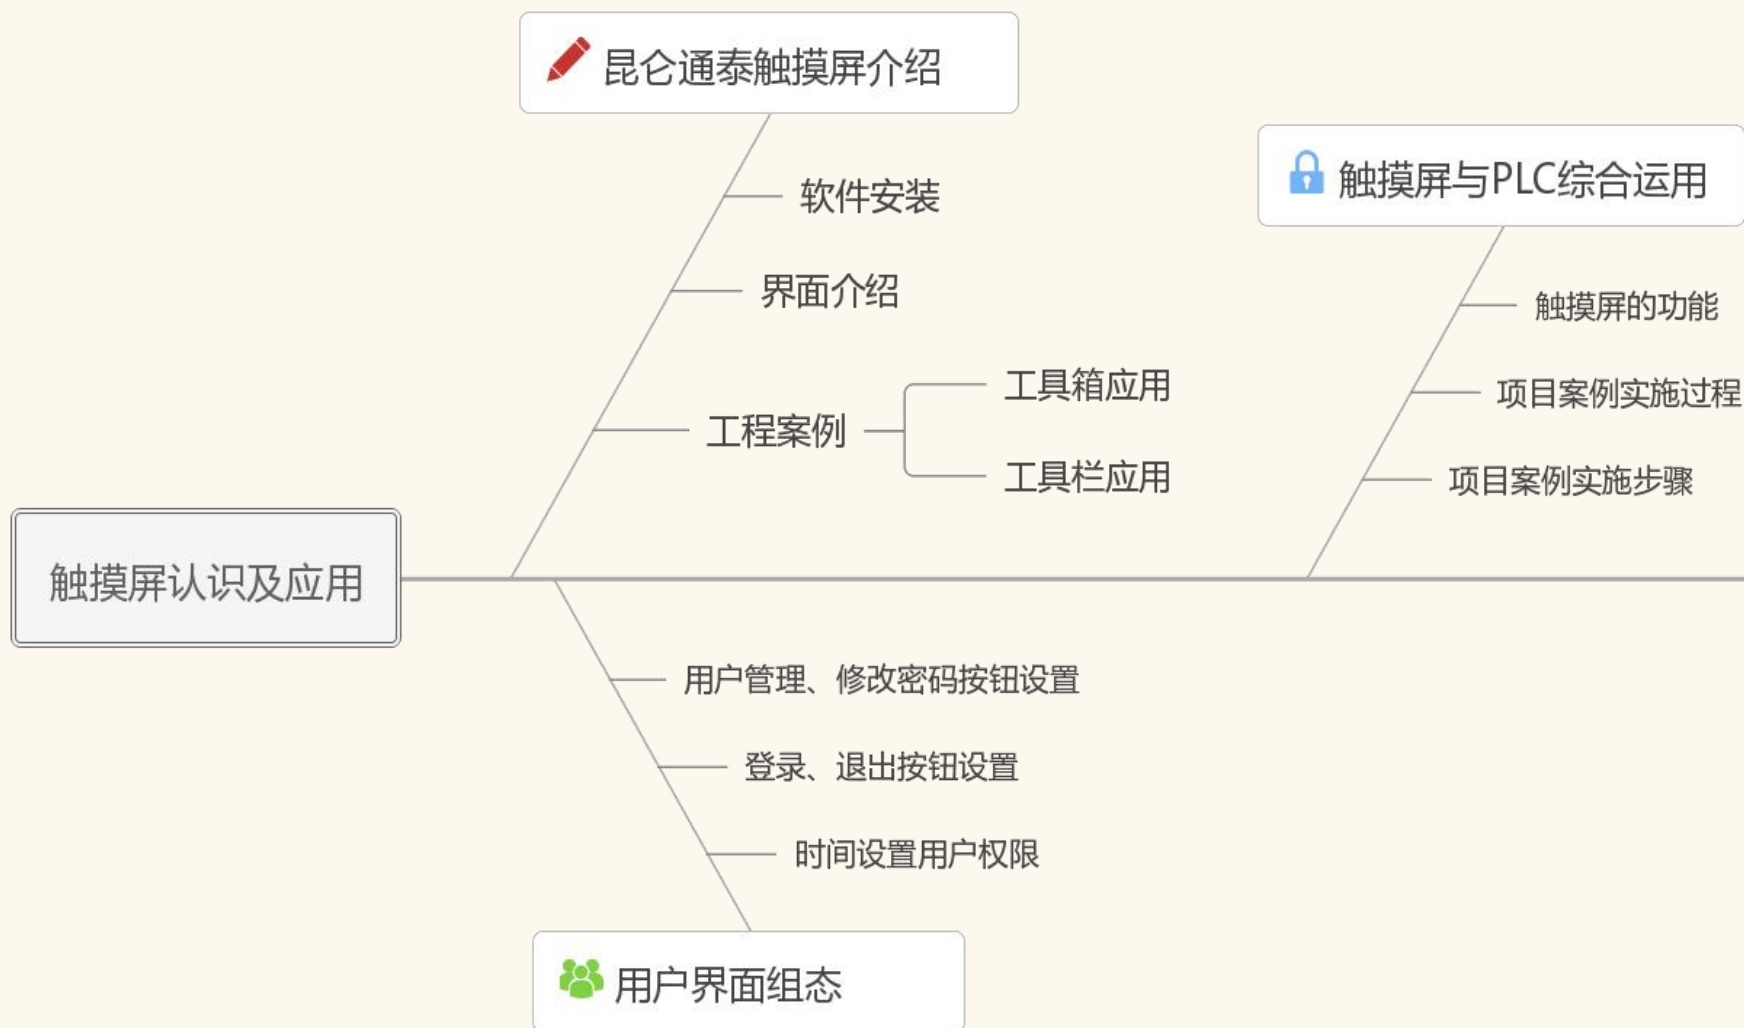 昆仑通泰触摸屏介绍
软件安装
界面介绍
工程案例
工具箱应用
工具栏应用
触摸屏与PLC综合运用
触摸屏的功能
项目案例实施过程
项目案例实施步骤
触摸屏认识及应用
用户管理、修改密码按钮设置
登录、退出按钮设置
时间设置用户权限
用户界面组态